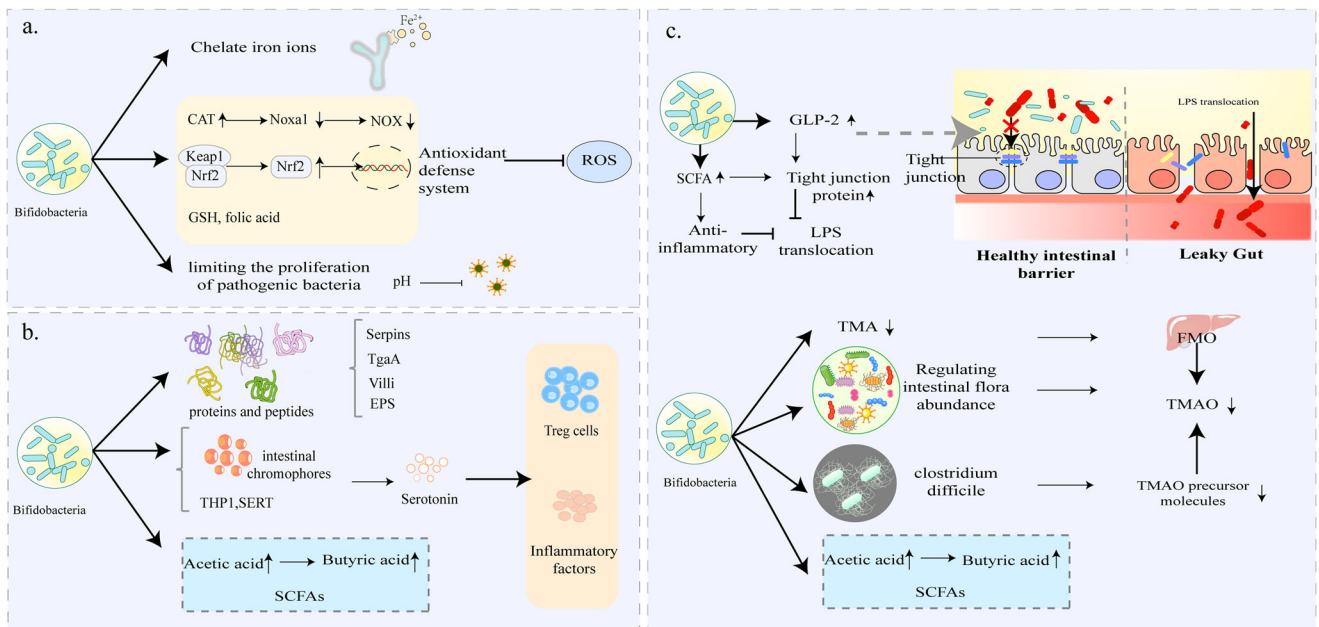 a.
Fe²⁺
Chelate iron ions
CAT ↑ Noxa1 ↓ NOX ↓
Keap1
Nrf2
Nrf2 ↑
Antioxidant
defense
system
ROS
GSH, folic acid
Bifidobacteria
limiting the proliferation
of pathogenic bacteria
pH
b.
Serpins
TgaA
Villi
EPS
proteins and peptides
intestinal
chromophores
THP1,SERT
Serotonin
Bifidobacteria
Acetic acid ↑ Butyric acid ↑
SCFAs
Treg cells
Inflammatory
factors
c.
GLP-2 ↑
SCFA ↑
Tight junction
protein ↑
Anti-
inflammatory
LPS
translocation
Tight
junction
LPS translocation
Healthy intestinal
barrier
Leaky Gut
TMA ↓
Regulating
intestinal flora
abundance
clostridium
difficile
Bifidobacteria
FMO
TMAO ↓
TMAO precursor
molecules ↓
Acetic acid ↑ Butyric acid ↑
SCFAs